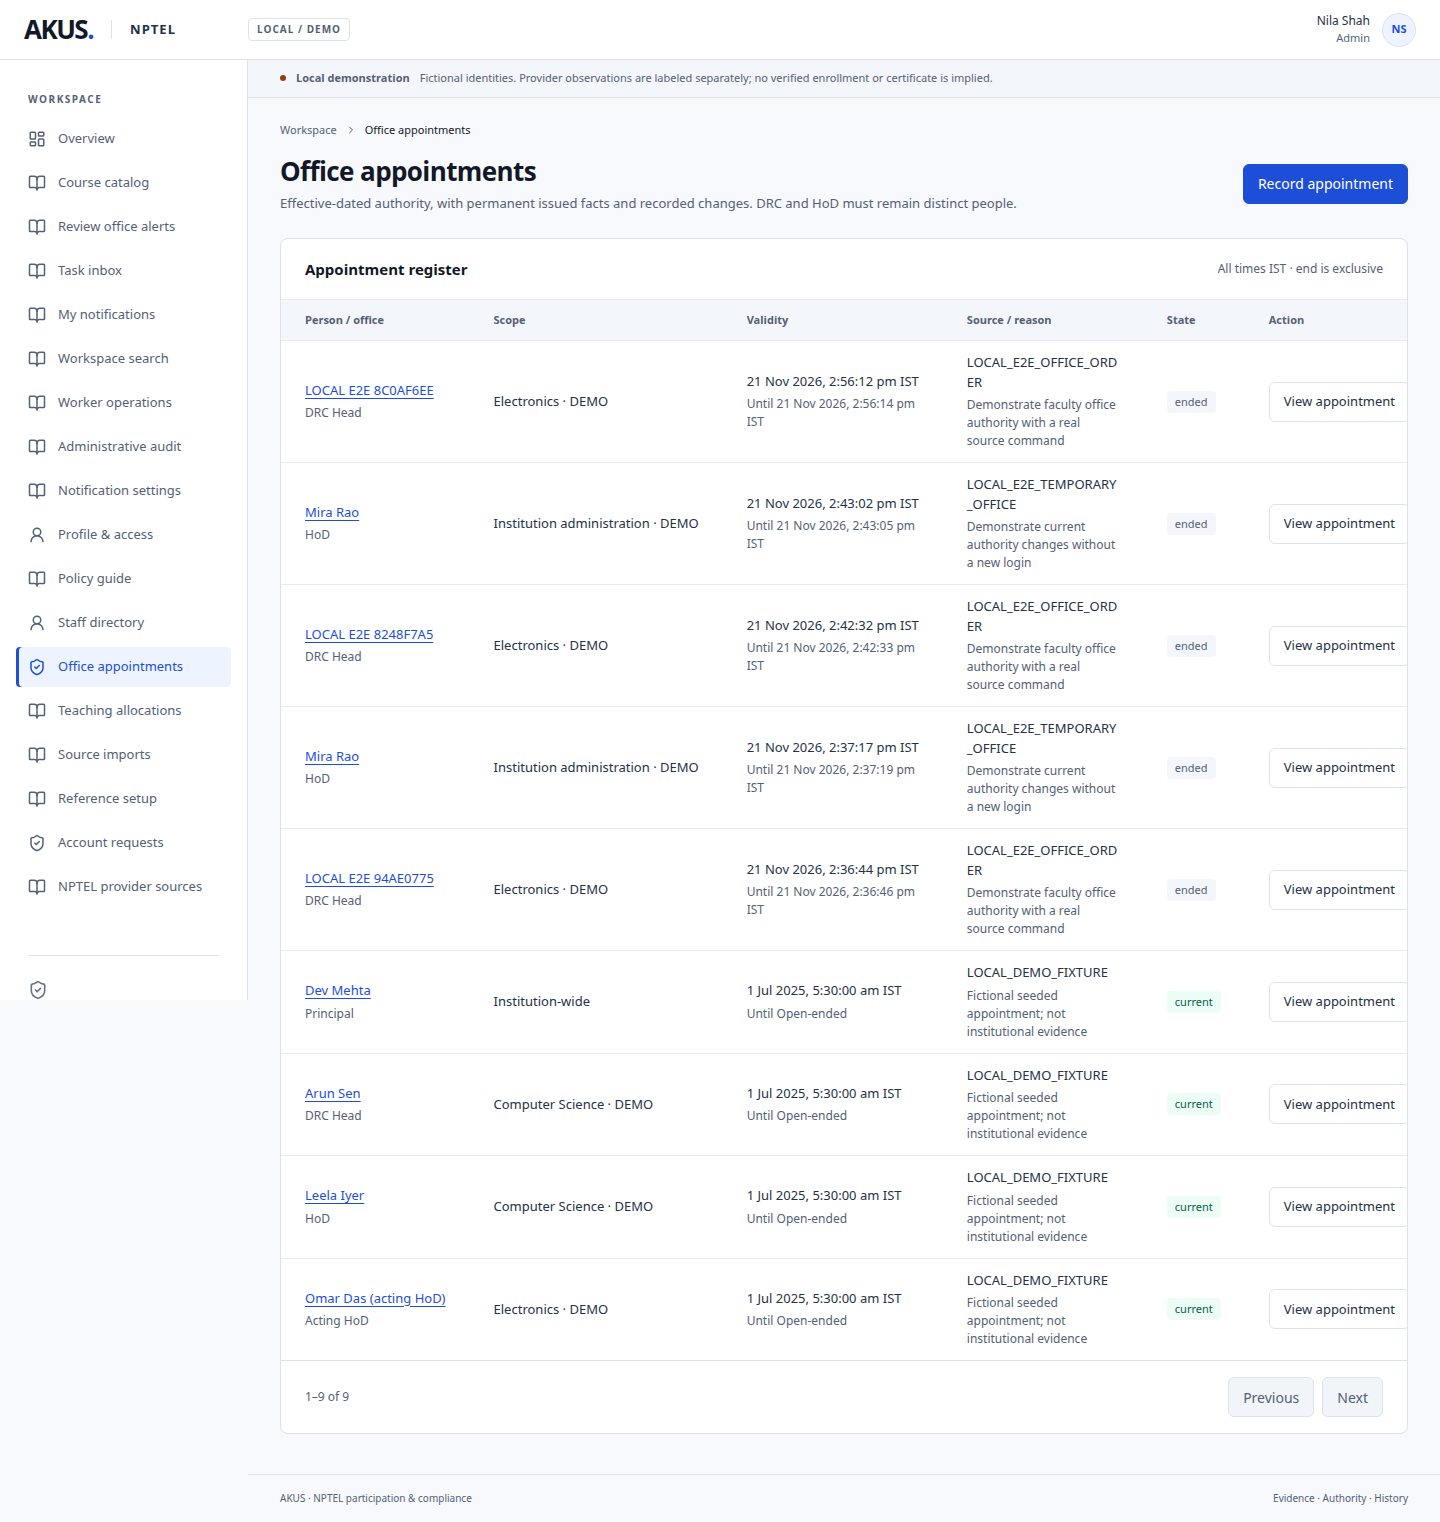 AKUS. NPTEL LOCAL / DEMO Nila Shah
Admin
NS
Local demonstration Fictional identities. Provider observations are labeled separately; no verified enrollment or certificate is implied.
WORKSPACE
Overview
Course catalog
Review office alerts
Task inbox
My notifications
Workspace search
Worker operations
Administrative audit
Notification settings
Profile & access
Policy guide
Staff directory
Office appointments
Teaching allocations
Source imports
Reference setup
Account requests
NPTEL provider sources
Workspace > Office appointments
Office appointments
Effective-dated authority, with permanent issued facts and recorded changes. DRC and HoD must remain distinct people.
Record appointment
Appointment register
All times IST · end is exclusive
Person / office Scope Validity Source / reason State Action
LOCAL E2E 8C0AF6EE
DRC Head
Electronics · DEMO
21 Nov 2026, 2:56:12 pm IST
Until 21 Nov 2026, 2:56:14 pm
IST
LOCAL_E2E_OFFICE_ORD
ER
Demonstrate faculty office
authority with a real
source command
ended
View appointment
Mira Rao
HoD
Institution administration · DEMO
21 Nov 2026, 2:43:02 pm IST
Until 21 Nov 2026, 2:43:05 pm
IST
LOCAL_E2E_TEMPORARY
_OFFICE
Demonstrate current
authority changes without
a new login
ended
View appointment
LOCAL E2E 8248F7A5
DRC Head
Electronics · DEMO
21 Nov 2026, 2:42:32 pm IST
Until 21 Nov 2026, 2:42:33 pm
IST
LOCAL_E2E_OFFICE_ORD
ER
Demonstrate faculty office
authority with a real
source command
ended
View appointment
Mira Rao
HoD
Institution administration · DEMO
21 Nov 2026, 2:37:17 pm IST
Until 21 Nov 2026, 2:37:19 pm
IST
LOCAL_E2E_TEMPORARY
_OFFICE
Demonstrate current
authority changes without
a new login
ended
View appointment
LOCAL E2E 94AE0775
DRC Head
Electronics · DEMO
21 Nov 2026, 2:36:44 pm IST
Until 21 Nov 2026, 2:36:46 pm
IST
LOCAL_E2E_OFFICE_ORD
ER
Demonstrate faculty office
authority with a real
source command
ended
View appointment
Dev Mehta
Principal
Institution-wide
1 Jul 2025, 5:30:00 am IST
Until Open-ended
LOCAL_DEMO_FIXTURE
Fictional seeded
appointment; not
institutional evidence
current
View appointment
Arun Sen
DRC Head
Computer Science · DEMO
1 Jul 2025, 5:30:00 am IST
Until Open-ended
LOCAL_DEMO_FIXTURE
Fictional seeded
appointment; not
institutional evidence
current
View appointment
Leela Iyer
HoD
Computer Science · DEMO
1 Jul 2025, 5:30:00 am IST
Until Open-ended
LOCAL_DEMO_FIXTURE
Fictional seeded
appointment; not
institutional evidence
current
View appointment
Omar Das (acting HoD)
Acting HoD
Electronics · DEMO
1 Jul 2025, 5:30:00 am IST
Until Open-ended
LOCAL_DEMO_FIXTURE
Fictional seeded
appointment; not
institutional evidence
current
View appointment
1–9 of 9
Previous Next
AKUS · NPTEL participation & compliance
Evidence · Authority · History